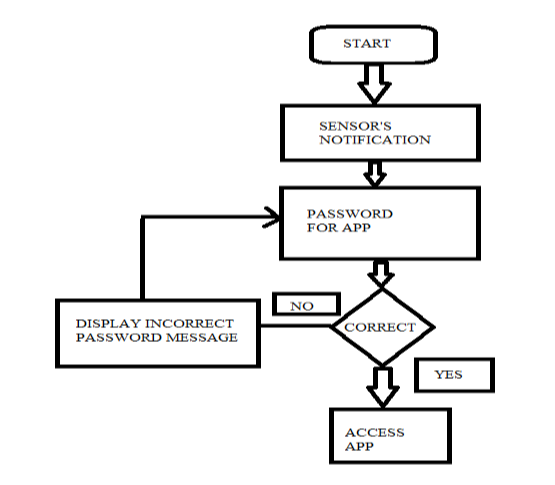 START
SENSOR'S
NOTIFICATION
PASSWORD
FOR APP
NO
DISPLAY INCORRECT
PASSWORD MESSAGE
CORRECT
YES
ACCESS
APP